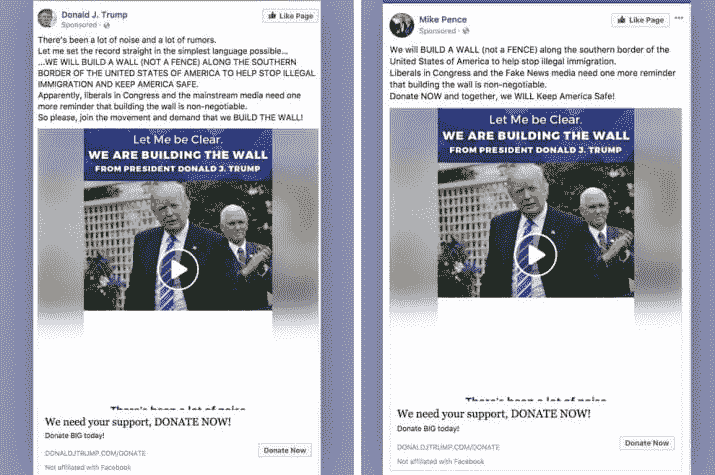 Donald J. Trump
Sponsored ·
Like Page
There's been a lot of noise and a lot of rumors.
Let me set the record straight in the simplest language possible...
...WE WILL BUILD A WALL (NOT A FENCE) ALONG THE SOUTHERN
BORDER OF THE UNITED STATES OF AMERICA TO HELP STOP ILLEGAL
IMMIGRATION AND KEEP AMERICA SAFE.
Apparently, liberals in Congress and the mainstream media need one
more reminder that building the wall is non-negotiable.
So please, join the movement and demand that we BUILD THE WALL!
Let Me be Clear.
WE ARE BUILDING THE WALL
FROM PRESIDENT DONALD J. TRUMP
There's been a lot of noise
We need your support, DONATE NOW!
Donate BIG today!
DONALDJTRUMP.COM/DONATE
Donate Now
Not affiliated with Facebook
Mike Pence
Sponsored ·
Like Page
We will BUILD A WALL (not a FENCE) along the southern border of the
United States of America to help stop illegal immigration.
Liberals in Congress and the Fake News media need one more reminder
that building the wall is non-negotiable.
Donate NOW and together, we WILL Keep America Safe!
Let Me be Clear.
WE ARE BUILDING THE WALL
FROM PRESIDENT DONALD J. TRUMP
There's been a lot of noise
We need your support, DONATE NOW!
Donate BIG today!
DONALDJTRUMP.COM/DONATE
Donate Now
Not affiliated with Facebook